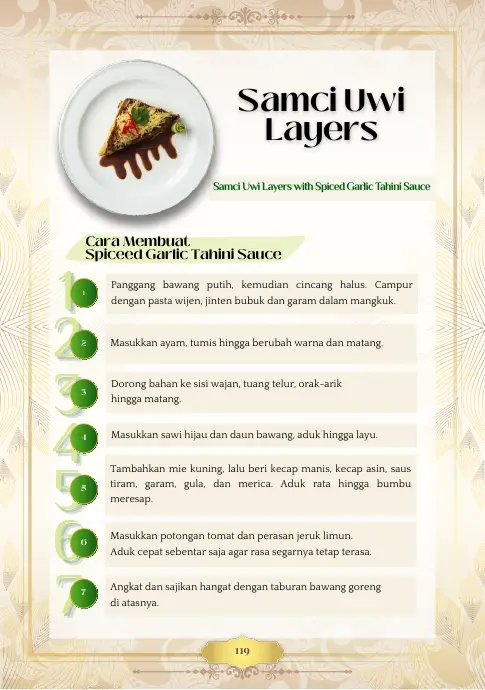 Samci Uwi
Layers
Samci Uwi Layers with Spiced Garlic Tahini Sauce
Cara Membuat
Spiceed Garlic Tahini Sauce
1
Panggang bawang putih, kemudian cincang halus. Campur
dengan pasta wijen, jinten bubuk dan garam dalam mangkuk.
2
Masukkan ayam, tumis hingga berubah warna dan matang.
3
Dorong bahan ke sisi wajan, tuang telur, orak-arik
hingga matang.
4
Masukkan sawi hijau dan daun bawang, aduk hingga layu.
5
Tambahkan mie kuning, lalu beri kecap manis, kecap asin, saus
tiram, garam, gula, dan merica. Aduk rata hingga bumbu
meresap.
6
Masukkan potongan tomat dan perasan jeruk limun.
Aduk cepat sebentar saja agar rasa segarnya tetap terasa.
7
Angkat dan sajikan hangat dengan taburan bawang goreng
di atasnya.
119